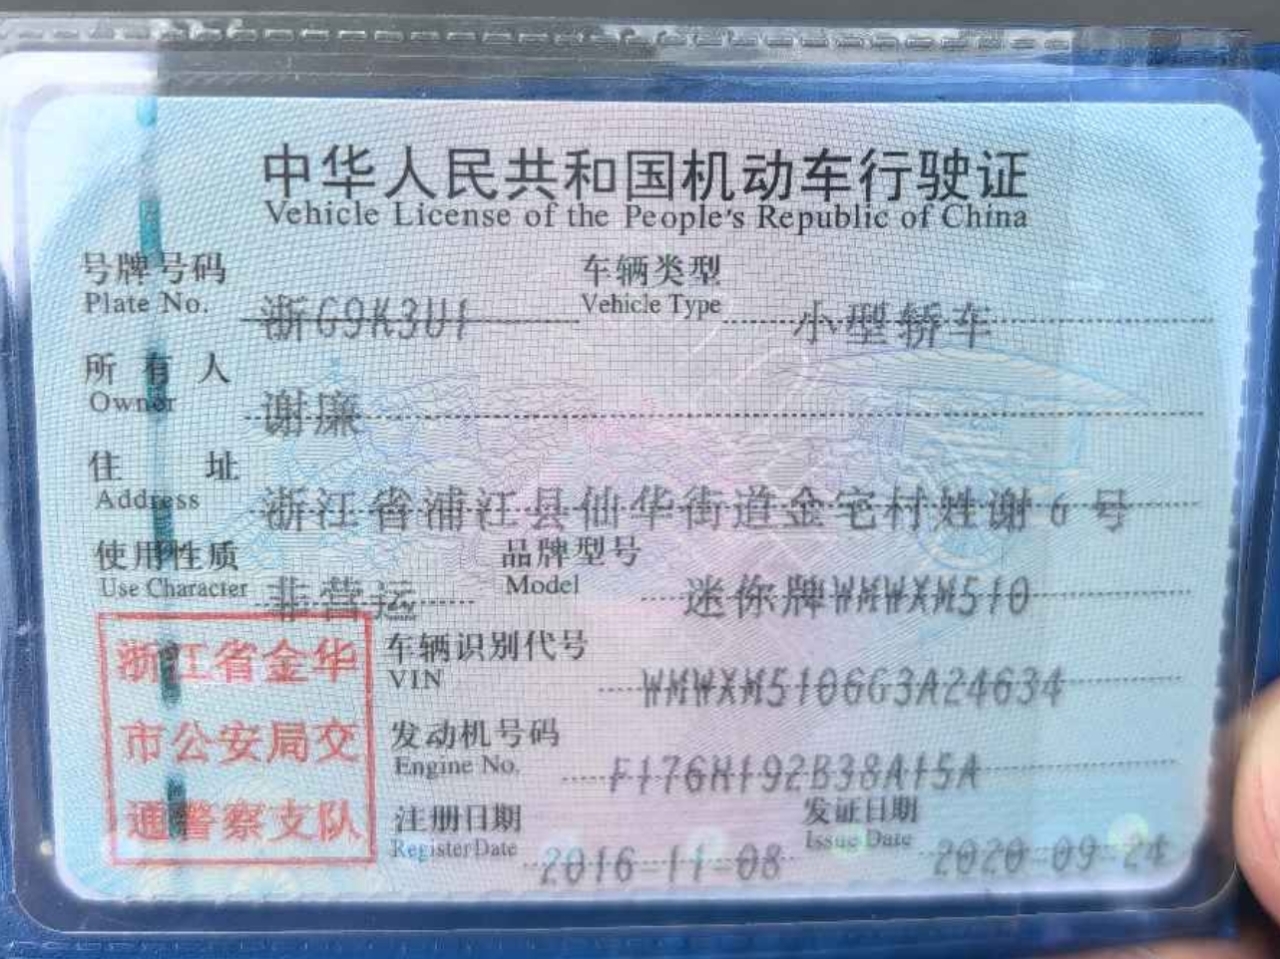 中华人民共和国机动车行驶证
Vehicle License of the People's Republic of China
号牌号码 浙G9K3U1 车辆类型 小型轿车
Plate No. Vehicle Type
所有人 谢廉
Owner
住址 浙江省浦江县仙华街道金宅村姓谢6号
Address
使用性质 非营运 品牌型号 迷你牌WMWXM510
Use Character Model
浙江省金华
市公安局交
通警察支队
车辆识别代号 WMWXM5106G3A24634
VIN
发动机号码 F176H192B38A15A
Engine No.
注册日期 2016-11-08 发证日期 2020-09-24
Register Date Issue Date